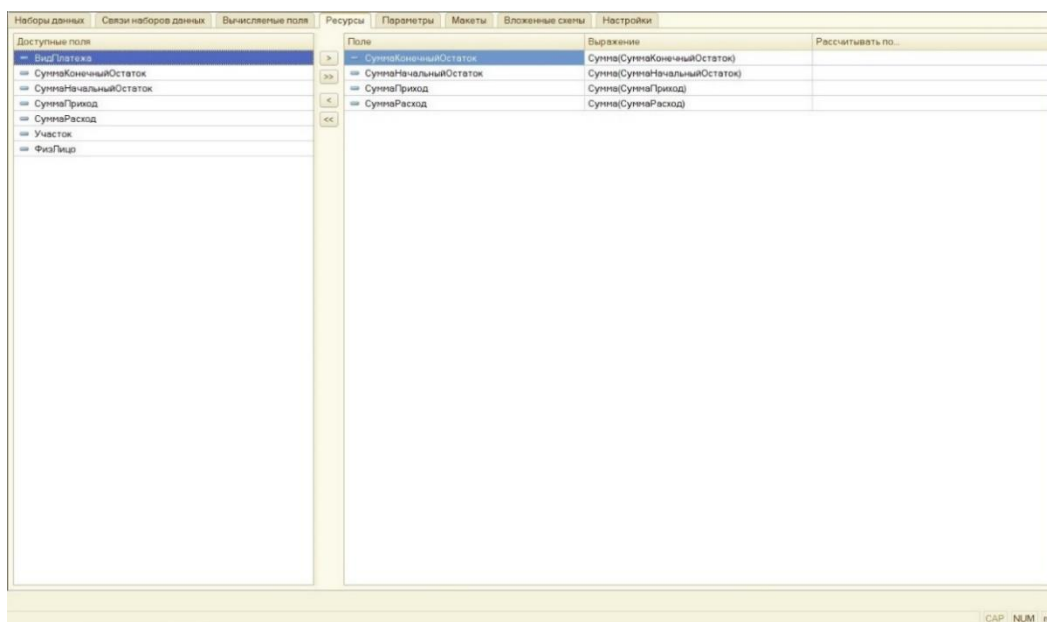 Наборы данных Связи наборов данных Вычисляемые поля Ресурсы Параметры Макеты Вложенные схемы Настройки
Доступные поля Поле Выражение Рассчитывать по...
ВидПлатежа > СуммаКонечныйОстаток Сумма(СуммаКонечныйОстаток)
СуммаКонечныйОстаток >> СуммаНачальныйОстаток Сумма(СуммаНачальныйОстаток)
СуммаНачальныйОстаток СуммаПриход Сумма(СуммаПриход)
СуммаПриход < СуммаРасход Сумма(СуммаРасход)
СуммаРасход <<
Участок
ФизЛицо
CAP NUM